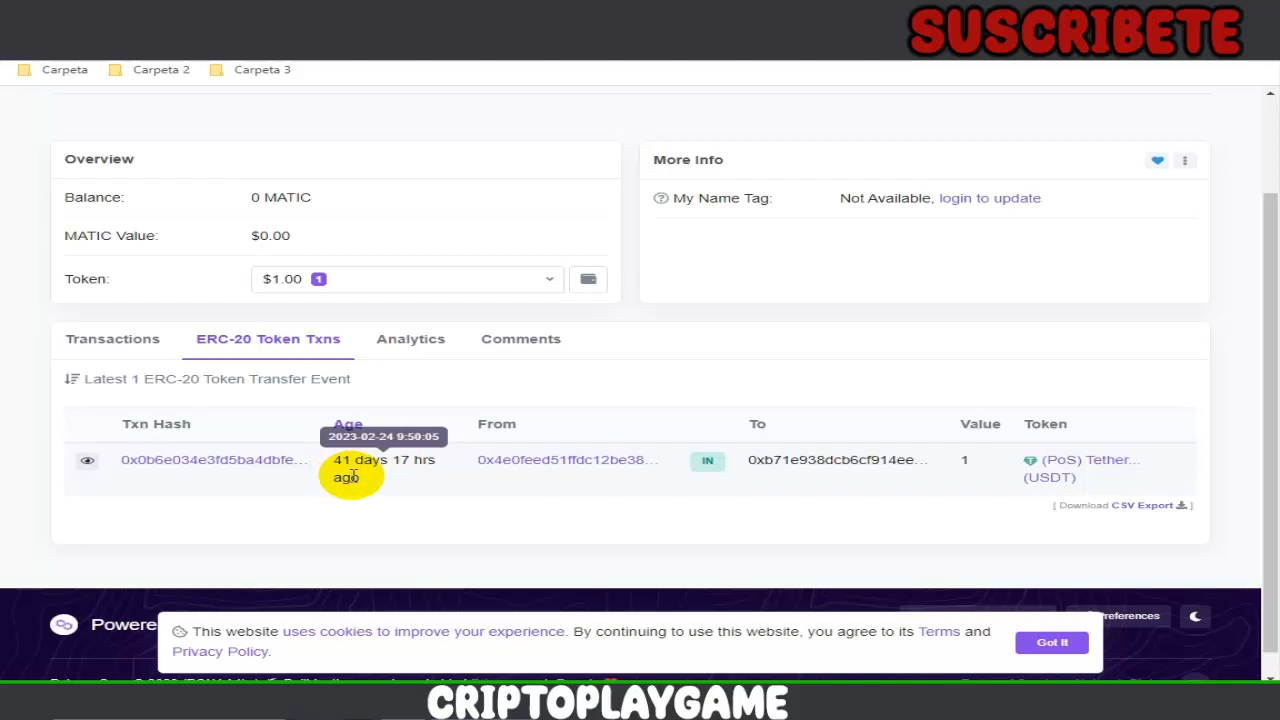 SUSCRIBETE
Carpeta Carpeta 2 Carpeta 3
Overview
Balance: 0 MATIC
MATIC Value: $0.00
Token: $1.00 1
More Info
My Name Tag: Not Available, login to update
Transactions ERC-20 Token Txns Analytics Comments
Latest 1 ERC-20 Token Transfer Event
Txn Hash Age From To Value Token
2023-02-24 9:50:05
0x0b6e034e3fd5ba4dbfe... 41 days 17 hrs 0x4e0feed51ffdc12be38... IN 0xb71e938dcb6cf914ee... 1 (PoS) Tether...
ago (USDT)
[ Download CSV Export ]
Powere
Preferences
This website uses cookies to improve your experience. By continuing to use this website, you agree to its Terms and
Privacy Policy.
Got It
CRIPTOPLAYGAME